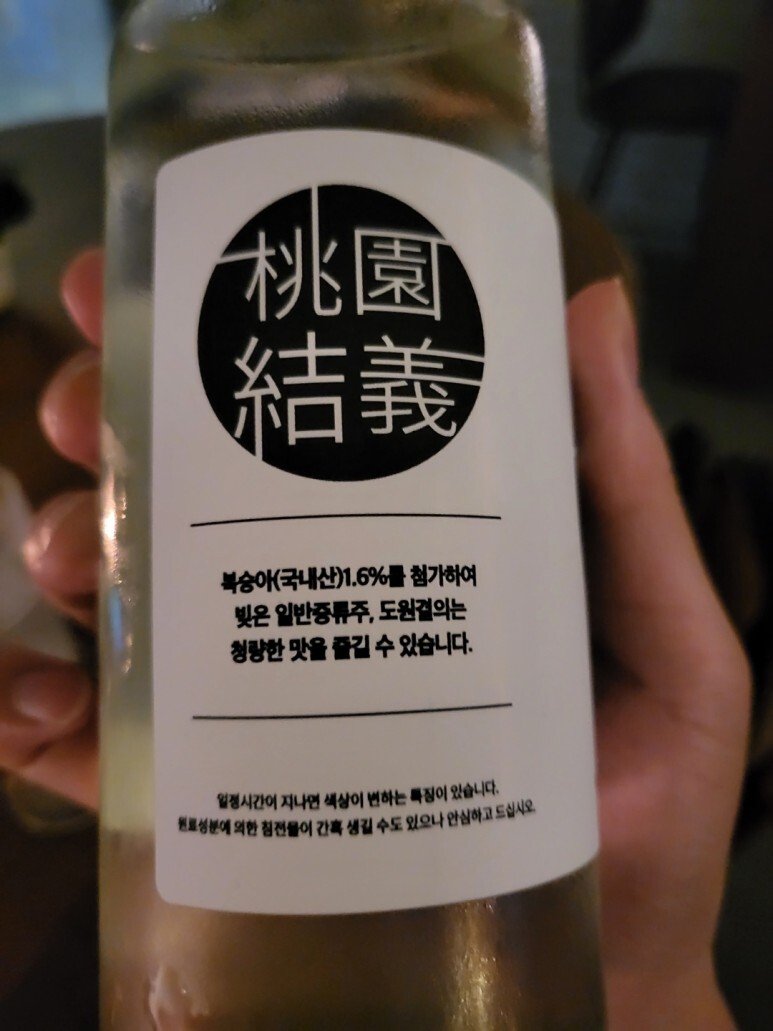 桃園
結義
복숭아(국내산)1.6%를 첨가하여
빚은 일반증류주, 도원결의는
청량한 맛을 즐길 수 있습니다.
일정시간이 지나면 색상이 변하는 특징이 있습니다.
원료성분에 의한 침전물이 간혹 생길 수도 있으나 안심하고 드십시오.